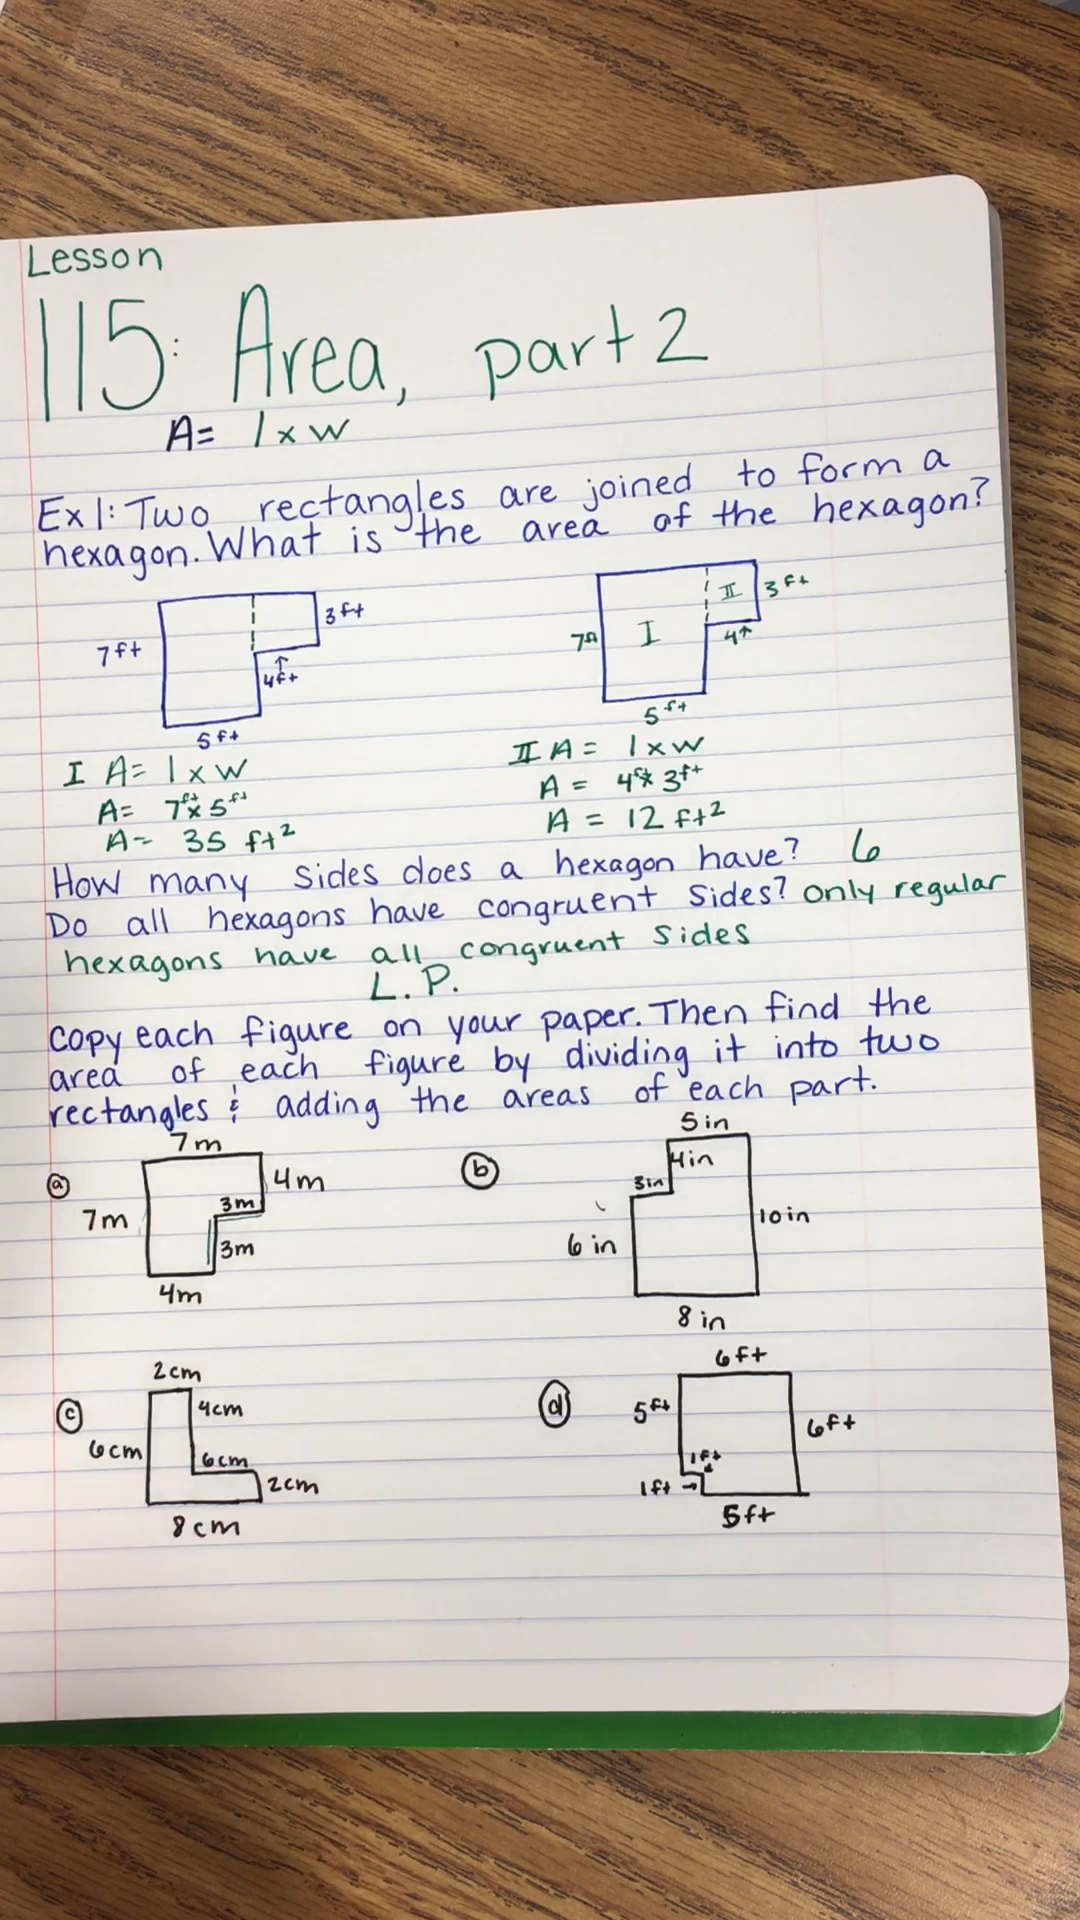 Lesson
115: Area, part 2
A= l x w
Ex 1: Two rectangles are joined to form a
hexagon. What is the area of the hexagon?
7ft
3ft
4ft
5ft
7ft
I
II
3ft
4
5ft
I A= l x w
A= 7ft x 5ft
A= 35 ft²
II A = l x w
A = 4ft x 3ft
A = 12 ft²
How many sides does a hexagon have? 6
Do all hexagons have congruent sides? only regular
hexagons have all congruent sides
L.P.
Copy each figure on your paper. Then find the
area of each figure by dividing it into two
rectangles & adding the areas of each part.
a
7m
4m
3m
7m
3m
4m
b
5in
4in
3in
10in
6 in
8 in
c
2cm
4cm
6cm
6cm
2cm
8cm
d
6ft
5ft
6ft
1ft
1ft
5ft